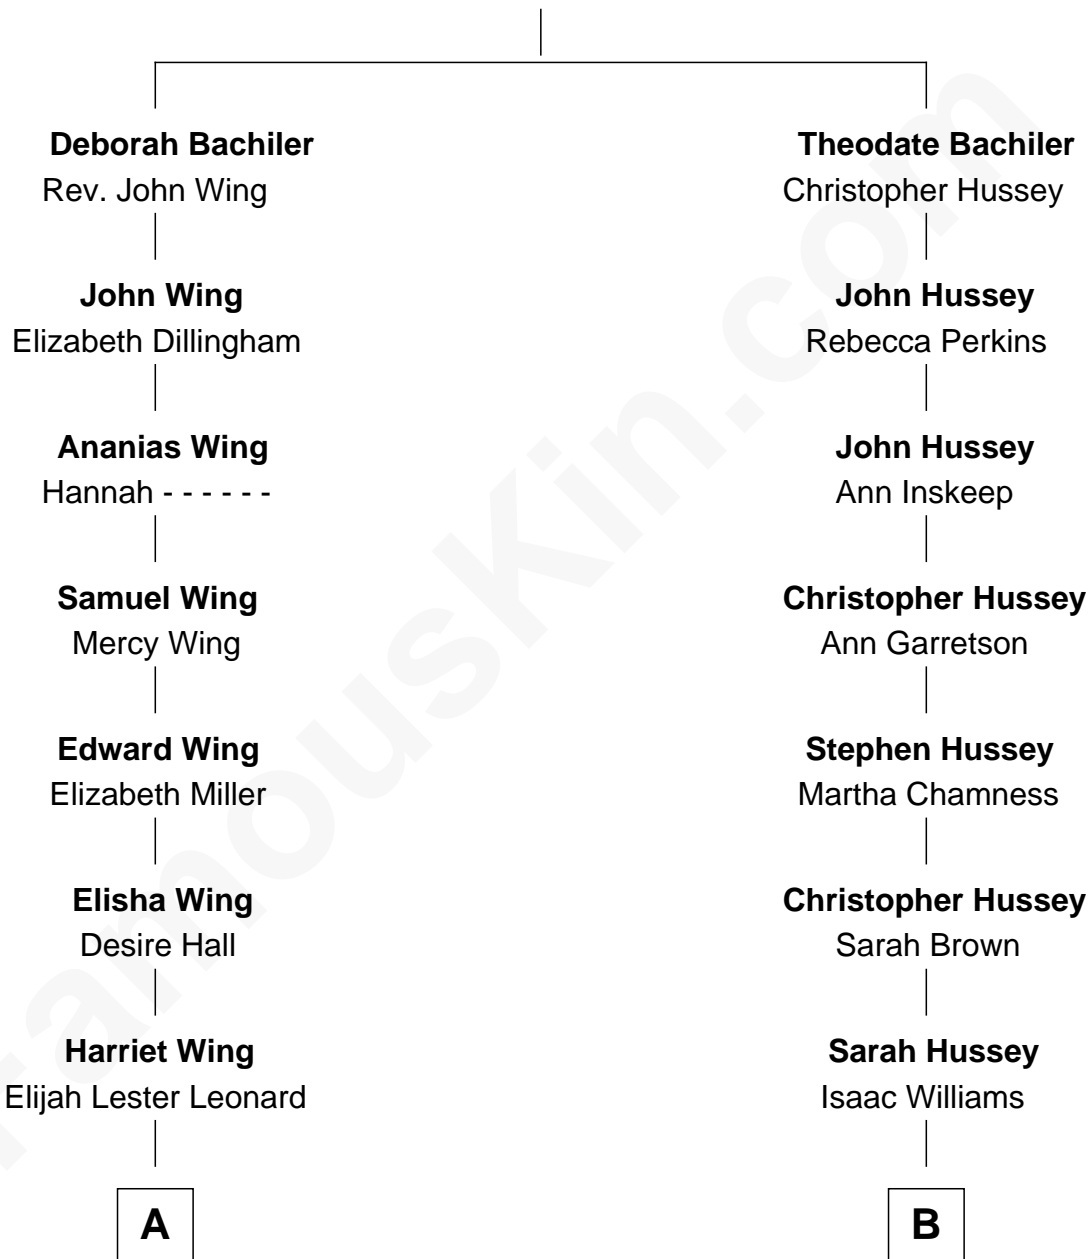 Deborah Bachiler
Rev. John Wing
John Wing
Elizabeth Dillingham
Ananias Wing
Hannah - - - - - -
Samuel Wing
Mercy Wing
Edward Wing
Elizabeth Miller
Elisha Wing
Desire Hall
Harriet Wing
Elijah Lester Leonard
A
Theodate Bachiler
Christopher Hussey
John Hussey
Rebecca Perkins
John Hussey
Ann Inskeep
Christopher Hussey
Ann Garretson
Stephen Hussey
Martha Chamness
Christopher Hussey
Sarah Brown
Sarah Hussey
Isaac Williams
B
FamousKin.com